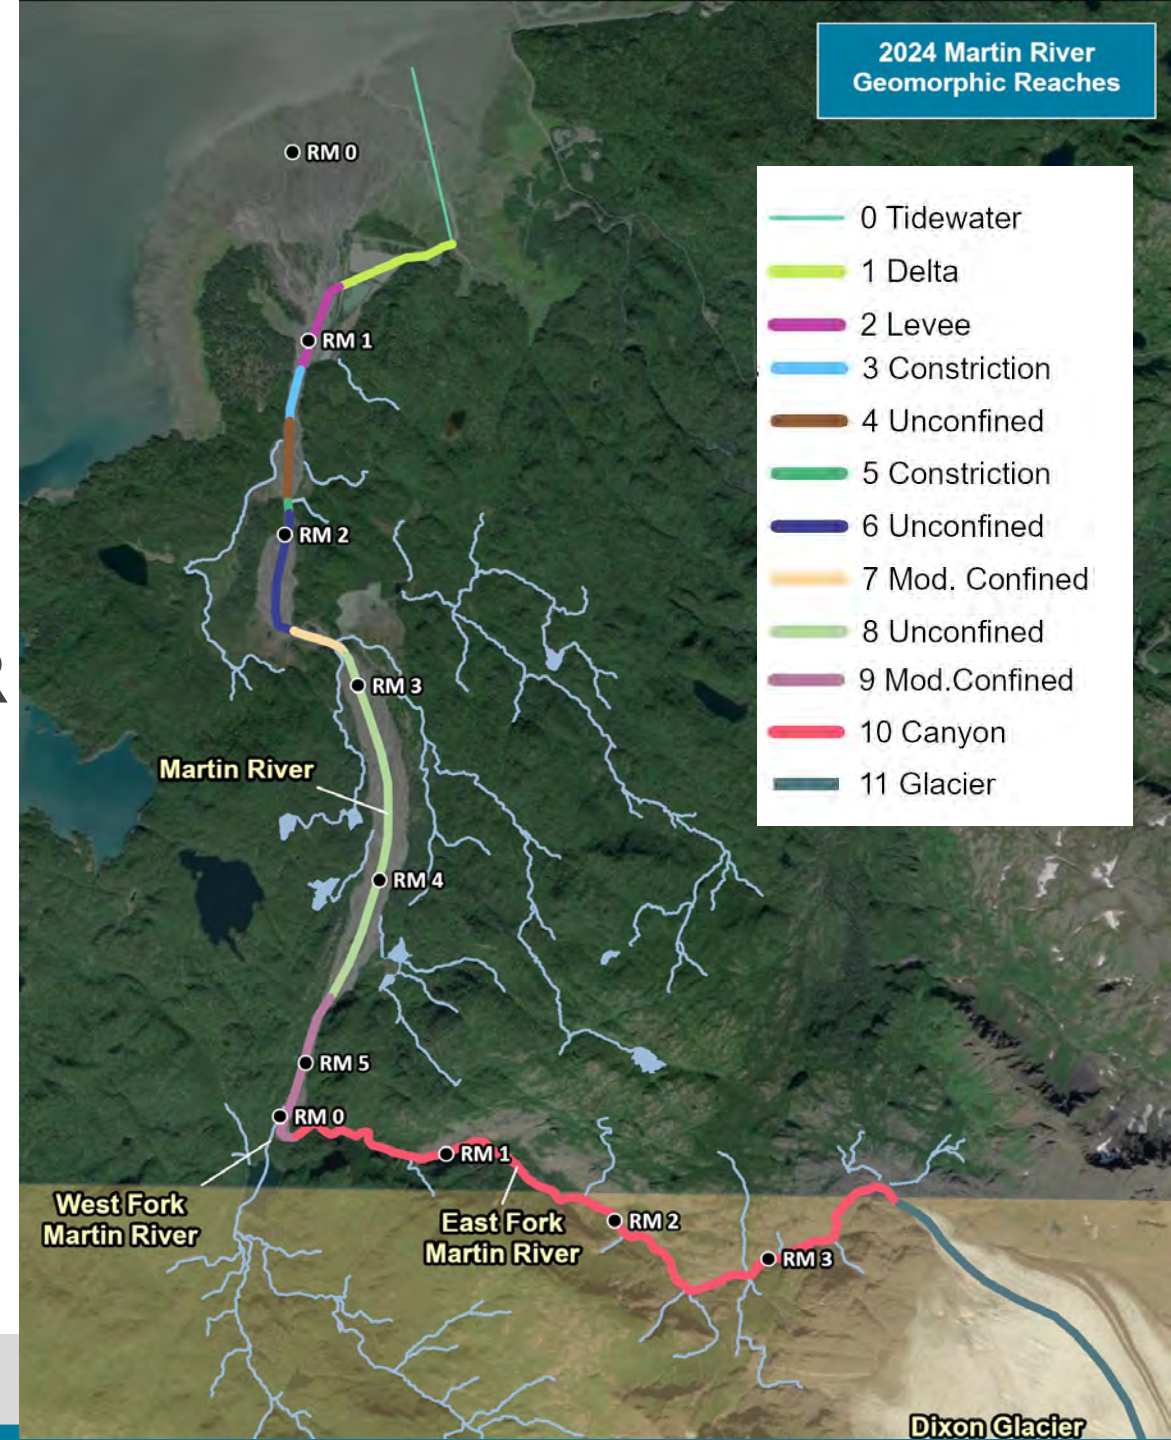 2024 Martin River
Geomorphic Reaches
0 Tidewater
1 Delta
2 Levee
3 Constriction
4 Unconfined
5 Constriction
6 Unconfined
7 Mod. Confined
8 Unconfined
9 Mod.Confined
10 Canyon
11 Glacier
RM 0
RM 1
RM 2
RM 3
Martin River
RM 4
RM 5
RM 0
RM 1
West Fork
Martin River
East Fork
Martin River
RM 2
RM 3
Dixon Glacier
R